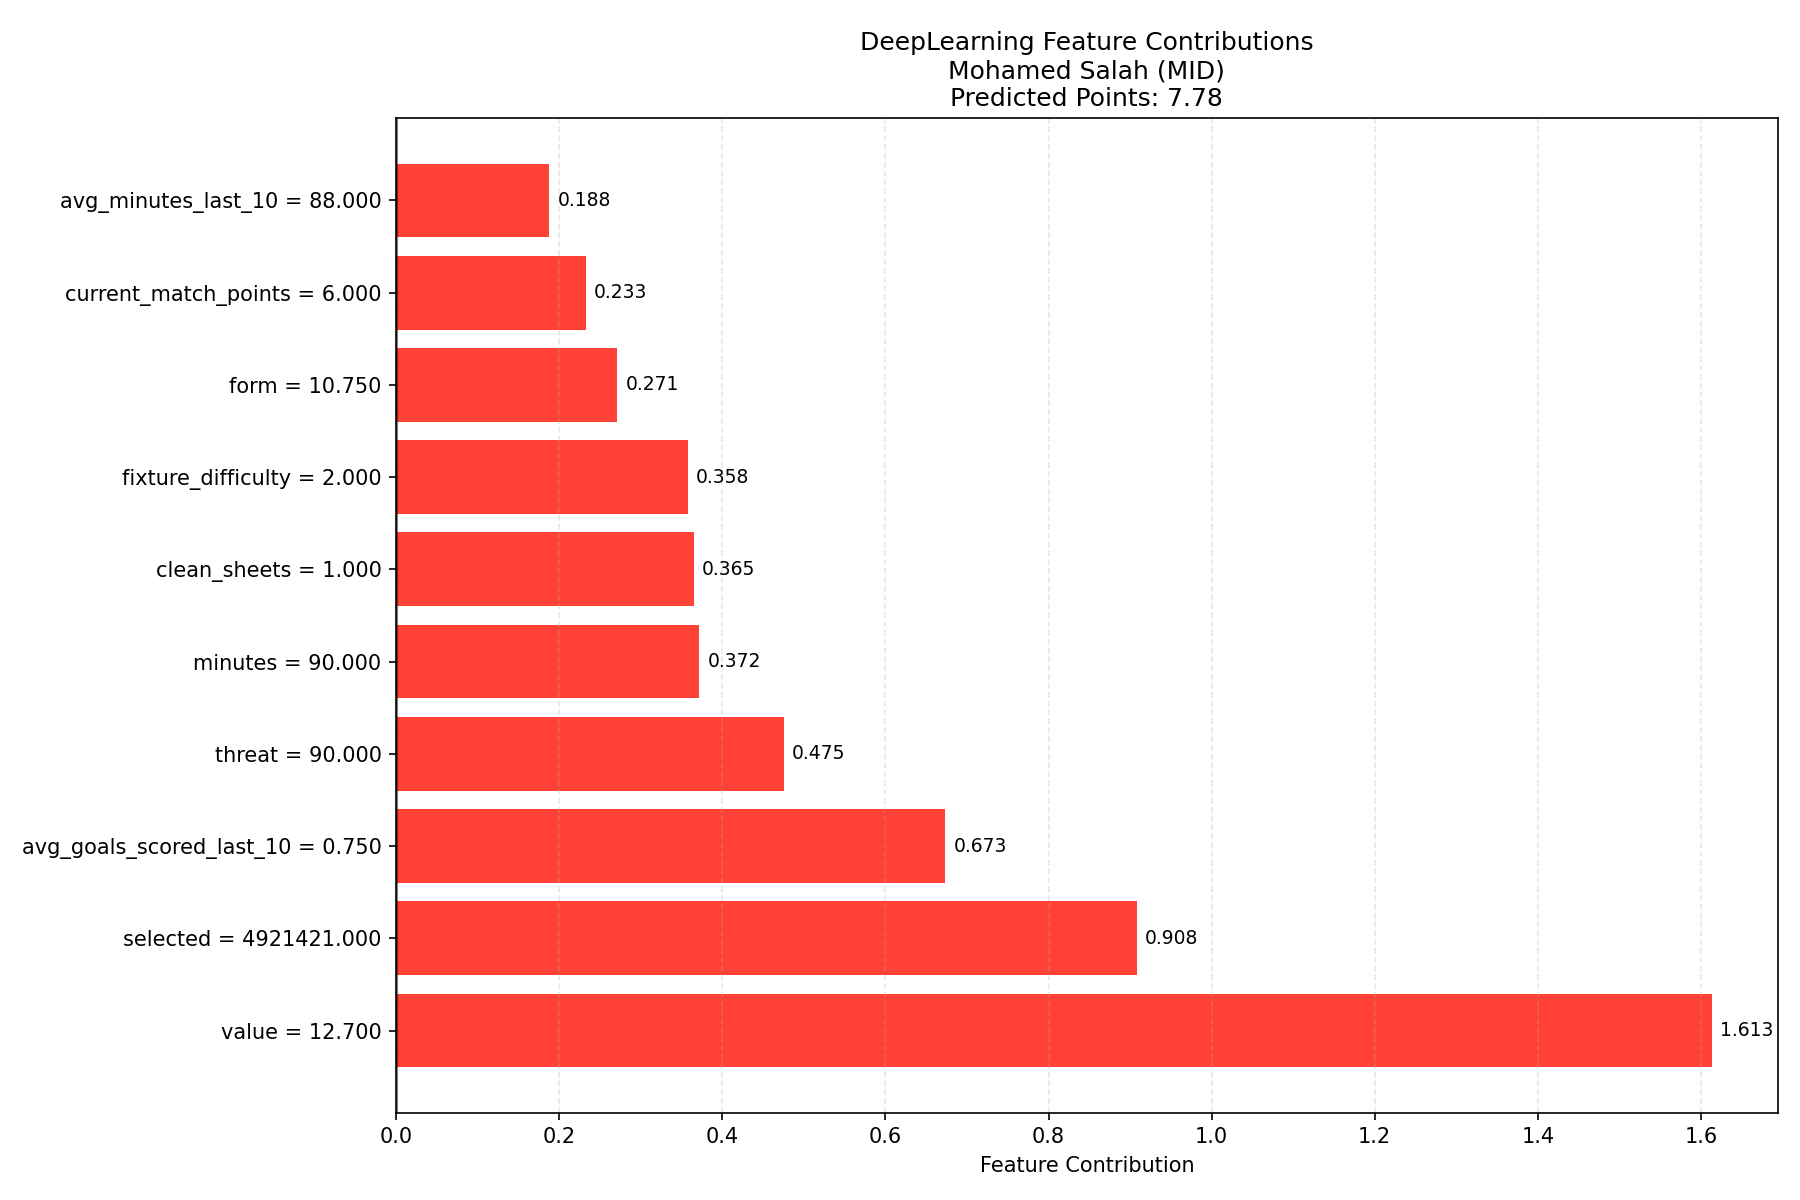 DeepLearning Feature Contributions
Mohamed Salah (MID)
Predicted Points: 7.78
avg_minutes_last_10 = 88.000
0.188
current_match_points = 6.000
0.233
form = 10.750
0.271
fixture_difficulty = 2.000
0.358
clean_sheets = 1.000
0.365
minutes = 90.000
0.372
threat = 90.000
0.475
avg_goals_scored_last_10 = 0.750
0.673
selected = 4921421.000
0.908
value = 12.700
1.613
0.0 0.2 0.4 0.6 0.8 1.0 1.2 1.4 1.6
Feature Contribution